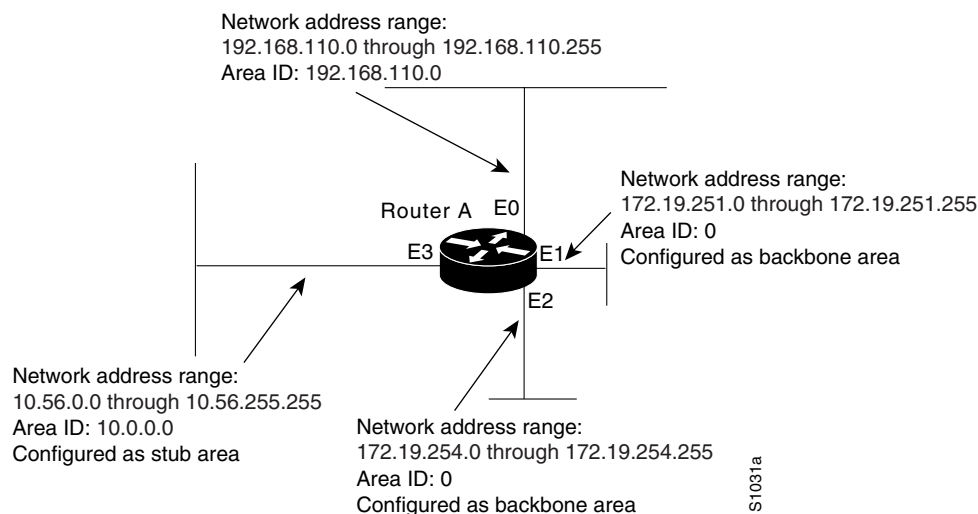 Network address range:
192.168.110.0 through 192.168.110.255
Area ID: 192.168.110.0
Network address range:
172.19.251.0 through 172.19.251.255
Area ID: 0
Configured as backbone area
Router A
E0
E3
E1
E2
Network address range:
10.56.0.0 through 10.56.255.255
Area ID: 10.0.0.0
Configured as stub area
Network address range:
172.19.254.0 through 172.19.254.255
Area ID: 0
Configured as backbone area
S1031a